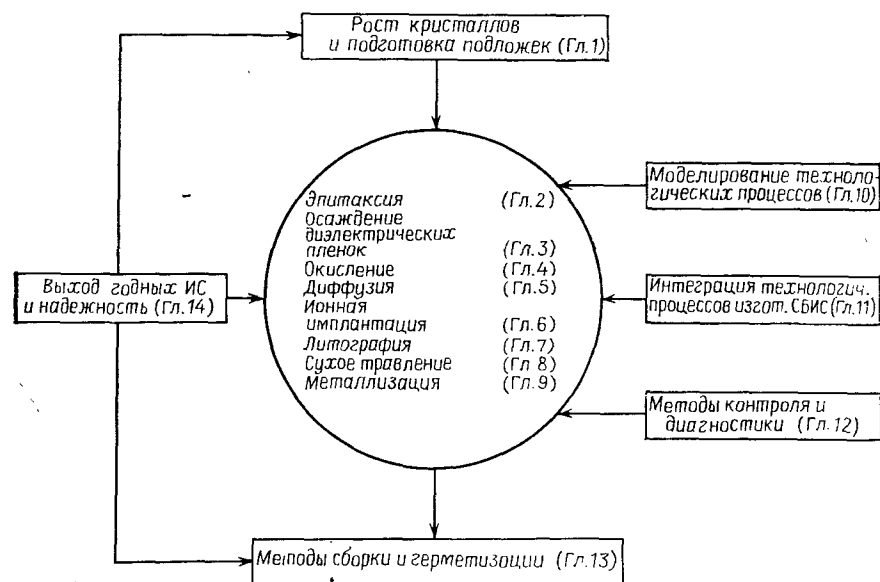 Рост кристаллов
и подготовка подложек (Гл.1)
Эпитаксия (Гл.2)
Осаждение
диэлектрических
пленок (Гл.3)
Окисление (Гл.4)
Диффузия (Гл.5)
Ионная
имплантация (Гл.6)
Литография (Гл.7)
Сухое травление (Гл 8)
Металлизация (Гл.9)
Выход годных ИС
и надежность (Гл.14)
Моделирование техноло-
гических процессов (Гл.10)
Интеграция технологич.
процессов изгот. СБИС (Гл.11)
Методы контроля и
диагностики (Гл.12)
Методы сборки и герметизации (Гл.13)